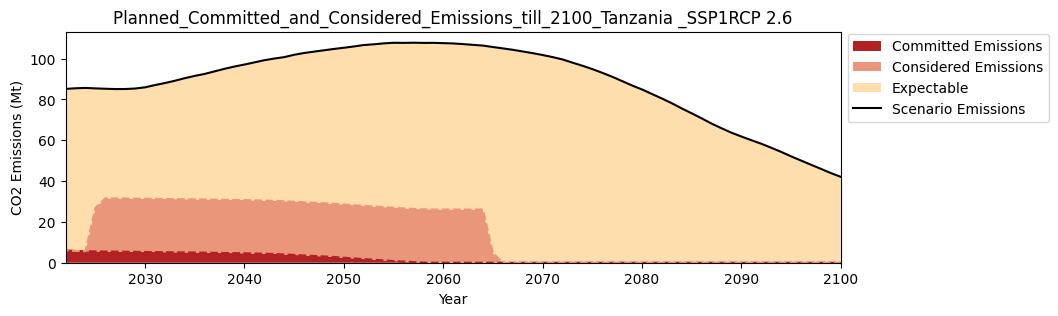 Planned_Committed_and_Considered_Emissions_till_2100_Tanzania _SSP1RCP 2.6
CO2 Emissions (Mt)
100
80
60
40
20
0
2030
2040
2050
2060
2070
2080
2090
2100
Year
Committed Emissions
Considered Emissions
Expectable
Scenario Emissions